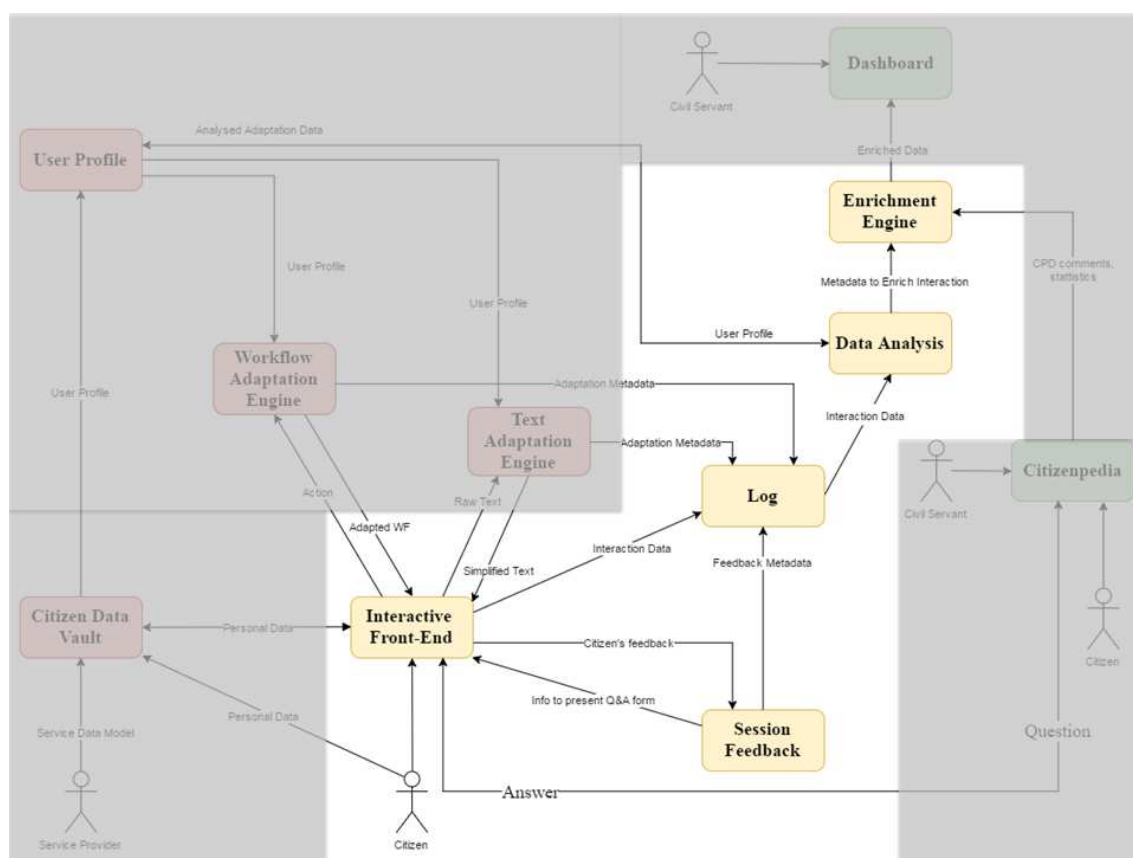 Civil Servant
Dashboard
Analysed Adaptation Data
User Profile
Enriched Data
Enrichment
Engine
User Profile
CPD comments,
stattistics
Metadata to Enrich Interaction
User Profile
User Profile
Data Analysis
Workflow
Adaptation
Engine
Adaptation Metadata
User Profile
Interaction Data
Text
Adaptation
Engine
Adaptation Metadata
Citizenpedia
Action
Raw Text
Log
Civil Servant
Adapted WF
Interaction Data
Feedback Metadata
Simplified Text
Citizen Data
Vault
Personal Data
Interactive
Front-End
Citizen's feedback
Citizen
Info to present Q&A form
Personal Data
Service Data Model
Session
Feedback
Question
Answer
Service Provider
Citizen